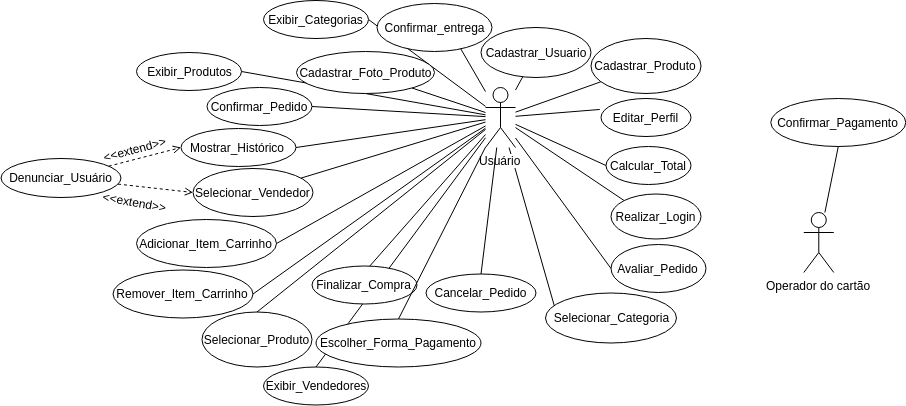 Exibir_Categorias
Confirmar_entrega
Cadastrar_Usuario
Exibir_Produtos
Cadastrar_Foto_Produto
Cadastrar_Produto
Confirmar_Pedido
Editar_Perfil
Confirmar_Pagamento
<<extend>>
Mostrar_Histórico
Usuário
Calcular_Total
Denunciar_Usuário
Selecionar_Vendedor
<<extend>>
Realizar_Login
Adicionar_Item_Carrinho
Avaliar_Pedido
Operador do cartão
Remover_Item_Carrinho
Finalizar_Compra
Cancelar_Pedido
Selecionar_Categoria
Selecionar_Produto
Escolher_Forma_Pagamento
Exibir_Vendedores